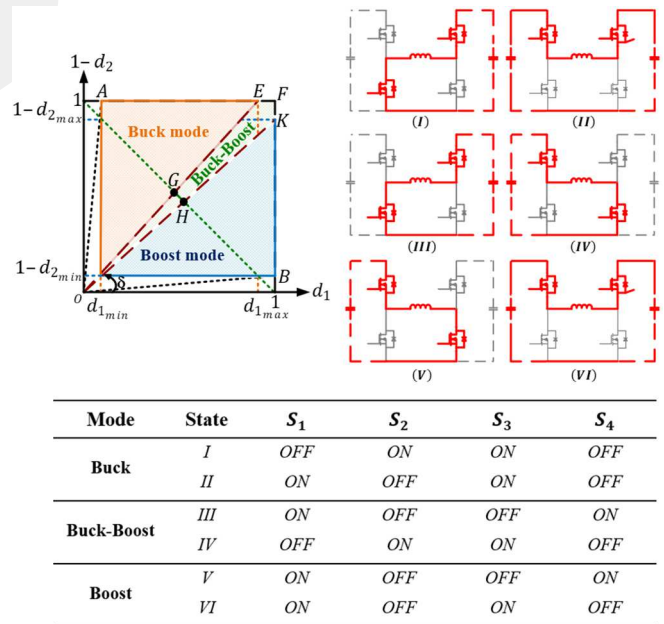 1−d₂
1
A
E
F
1−d₂ₘₐₓ
K
Buck mode
Buck-Boost
G
H
Boost mode
1−d₂ₘᵢₙ
δ
B
o
d₁ₘᵢₙ
d₁ₘₐₓ
1
d₁
(I)
(II)
(III)
(IV)
(V)
(VI)
Mode State S₁ S₂ S₃ S₄
Buck
I OFF ON ON OFF
II ON OFF ON OFF
Buck-Boost
III ON OFF OFF ON
IV OFF ON ON OFF
Boost
V ON OFF OFF ON
VI ON OFF ON OFF